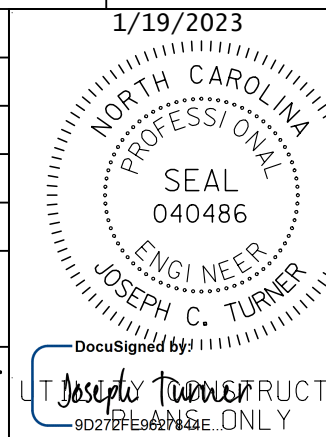 1/19/2023
NORTH CAROLINA
PROFESSIONAL
SEAL
040486
ENGINEER
JOSEPH C. TURNER
DocuSigned by:
Joseph Turner
UTILITY CONSTRUCT
9D272FE9627844E...
PLANS ONLY